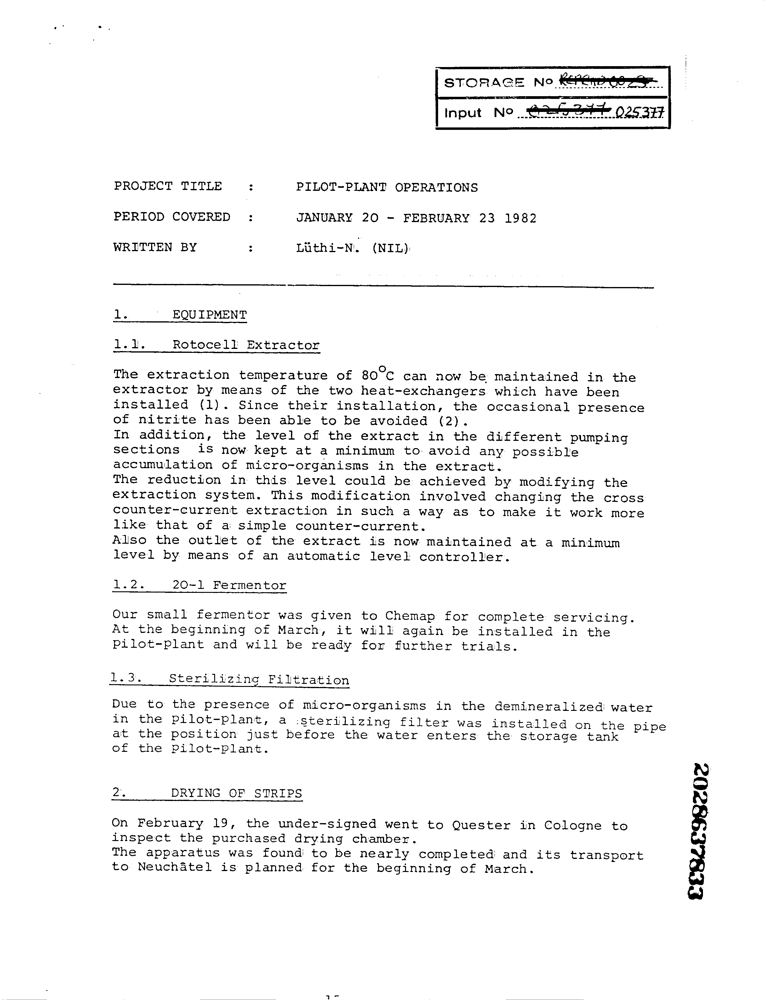 STORAGE No
Input No 025377 025377
PROJECT TITLE : PILOT-PLANT OPERATIONS
PERIOD COVERED : JANUARY 20 - FEBRUARY 23 1982
WRITTEN BY : Lüthi-N. (NIL)
1. EQUIPMENT
1.1. Rotocell Extractor
The extraction temperature of 80°C can now be maintained in the
extractor by means of the two heat-exchangers which have been
installed (1). Since their installation, the occasional presence
of nitrite has been able to be avoided (2).
In addition, the level of the extract in the different pumping
sections is now kept at a minimum to avoid any possible
accumulation of micro-organisms in the extract.
The reduction in this level could be achieved by modifying the
extraction system. This modification involved changing the cross
counter-current extraction in such a way as to make it work more
like that of a simple counter-current.
Also the outlet of the extract is now maintained at a minimum
level by means of an automatic level controller.
1.2. 20-l Fermentor
Our small fermentor was given to Chemap for complete servicing.
At the beginning of March, it will again be installed in the
Pilot-Plant and will be ready for further trials.
1.3. Sterilizing Filtration
Due to the presence of micro-organisms in the demineralized water
in the Pilot-Plant, a sterilizing filter was installed on the pipe
at the position just before the water enters the storage tank
of the Pilot-Plant.
2. DRYING OF STRIPS
On February 19, the under-signed went to Quester in Cologne to
inspect the purchased drying chamber.
The apparatus was found to be nearly completed and its transport
to Neuchâtel is planned for the beginning of March.
2028637833